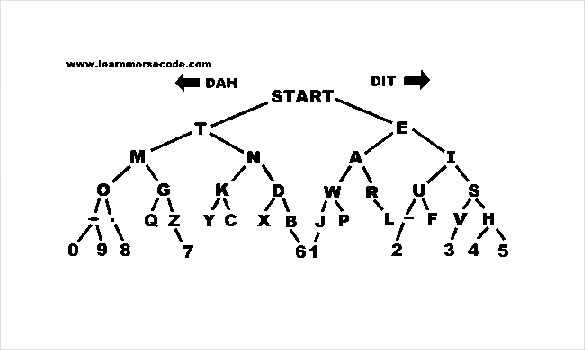 www.learnmorsecode.com
DAH DIT
START
T E
M N A I
O G K D W R U S
- . Q Z Y C X B J P L - F V H
0 9 8 7 6 1 2 3 4 5